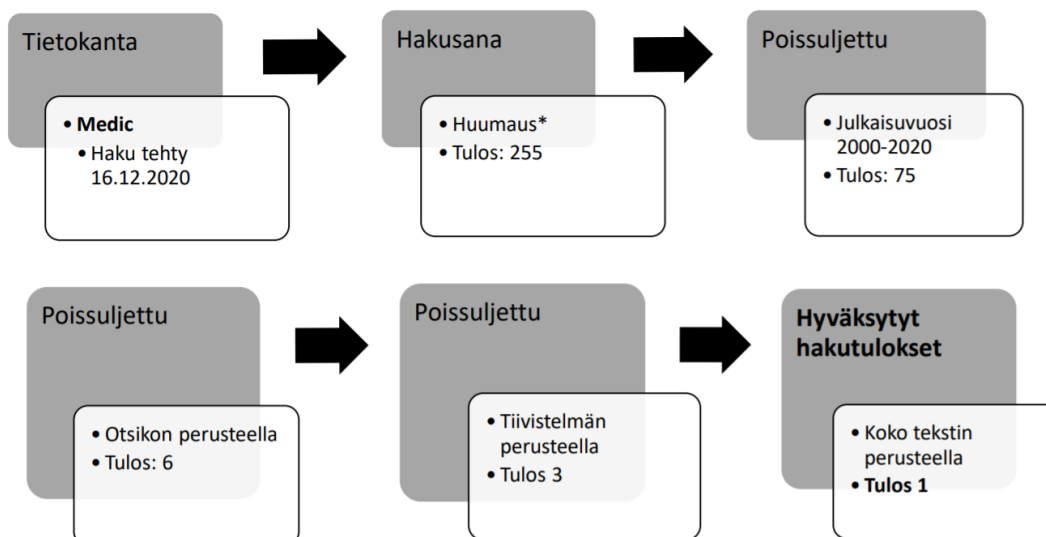 Tietokanta
• Medic
• Haku tehty
16.12.2020
Hakusana
• Huumaus*
• Tulos: 255
Poissuljettu
• Julkaisuvuosi
2000-2020
• Tulos: 75
Poissuljettu
• Otsikon perusteella
• Tulos: 6
Poissuljettu
• Tiivistelmän
perusteella
• Tulos 3
Hyväksytyt
hakutulokset
• Koko tekstin
perusteella
• Tulos 1